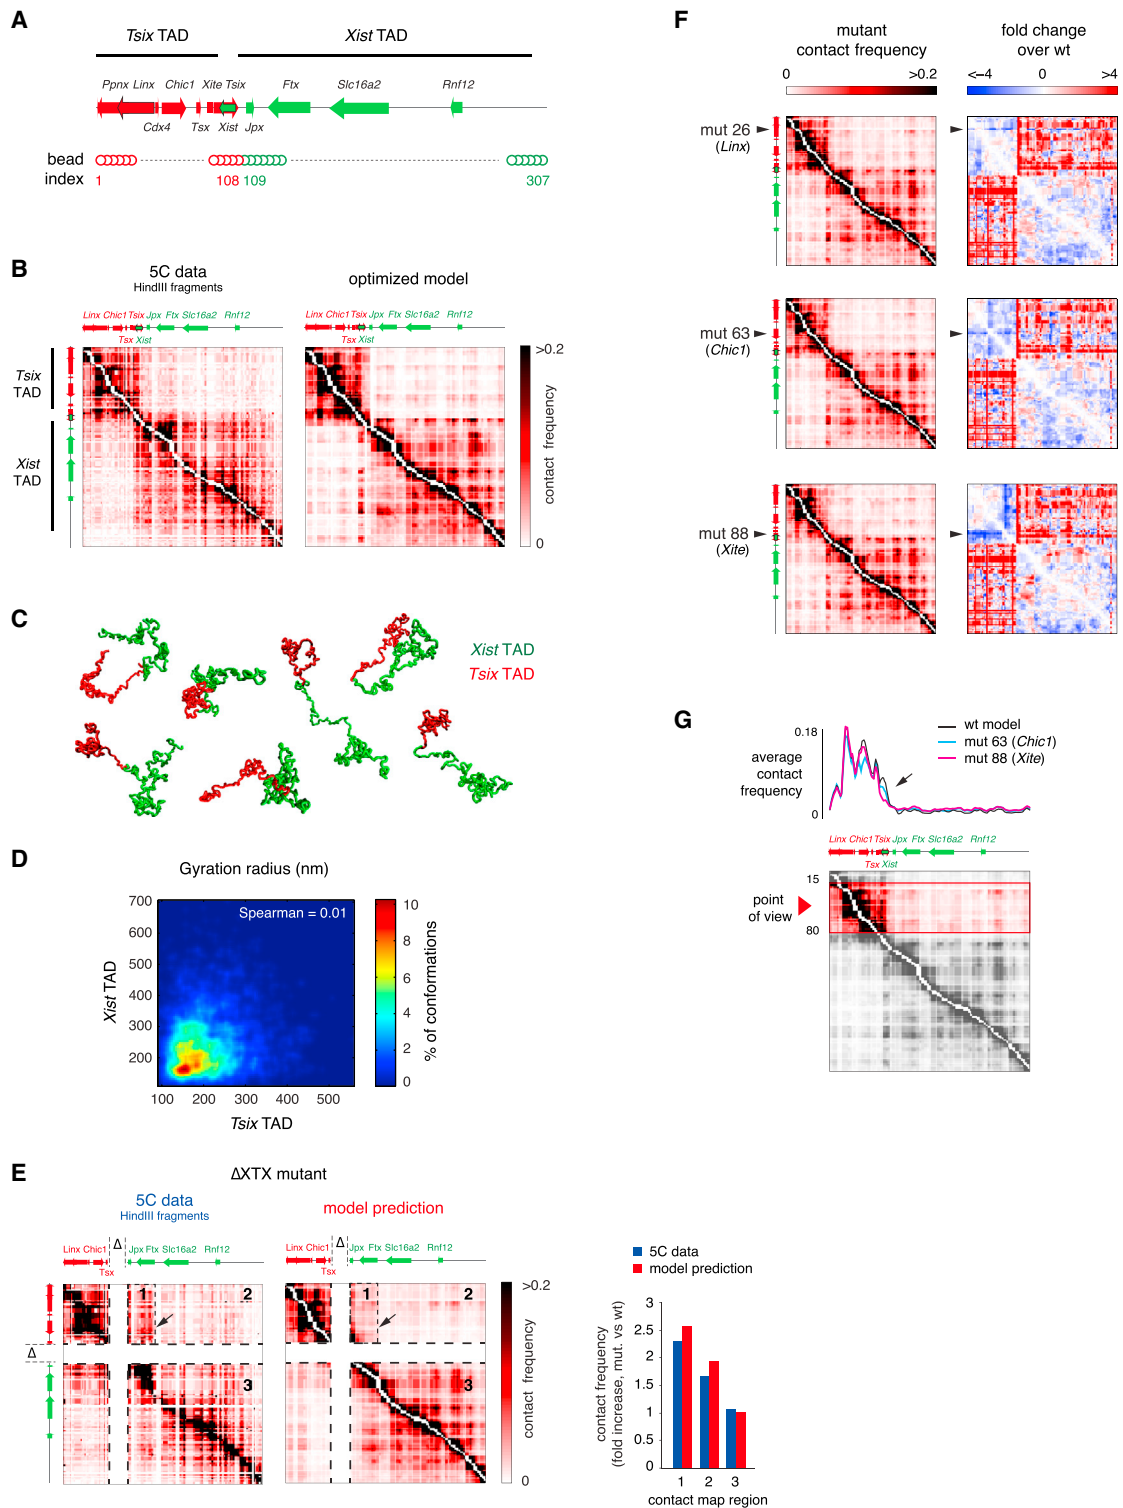 A
Tsix TAD
Xist TAD
Ppnx Linx Chic1 Xite Tsix Ftx Slc16a2 Rnf12
Cdx4 Tsx Xist Jpx
bead
index
1 108 109 307
B
5C data
HindIII fragments
optimized model
Linx Chic1 Tsix Jpx Ftx Slc16a2 Rnf12
Tsx Xist
Linx Chic1 Tsix Jpx Ftx Slc16a2 Rnf12
Tsx Xist
Tsix
TAD
Xist
TAD
>0.2
contact frequency
0
C
Xist TAD
Tsix TAD
D
Gyration radius (nm)
Spearman = 0.01
700
600
500
400
300
200
Xist TAD
100 200 300 400 500
Tsix TAD
10
8
6
4
2
0
% of conformations
E
ΔXTX mutant
5C data
HindIII fragments
model prediction
Linx Chic1 Δ Jpx Ftx Slc16a2 Rnf12
Tsx
Linx Chic1 Δ Jpx Ftx Slc16a2 Rnf12
Tsx
Δ
1 2
3
1 2
3
>0.2
contact frequency
0
5C data
model prediction
3
2.5
2
1.5
1
0.5
0
contact frequency
(fold increase, mut. vs wt)
1 2 3
contact map region
F
mutant
contact frequency
0 >0.2
fold change
over wt
<−4 0 >4
mut 26
(Linx)
mut 63
(Chic1)
mut 88
(Xite)
G
0.18
average
contact
frequency
0
wt model
mut 63 (Chic1)
mut 88 (Xite)
Linx Chic1 Tsix Jpx Ftx Slc16a2 Rnf12
Tsx Xist
15
point
of view
80